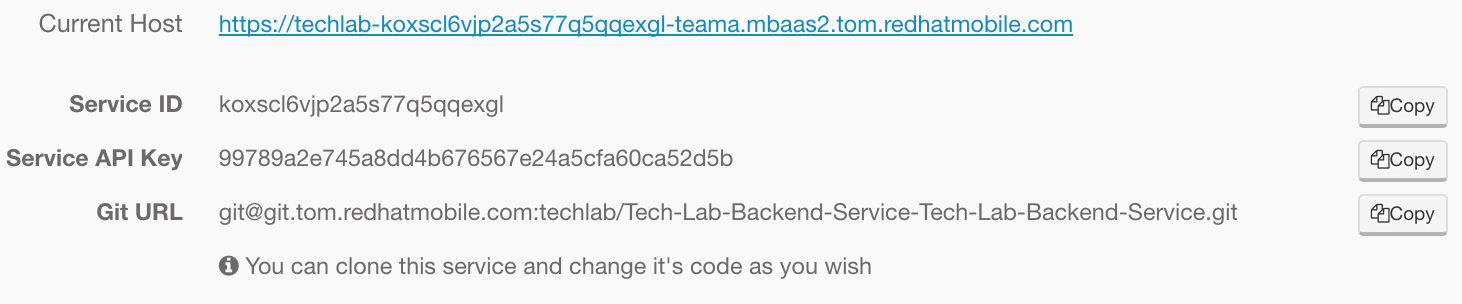 Current Host https://techlab-koxscl6vjp2a5s77q5qqexgl-teama.mbaas2.tom.redhatmobile.com
Service ID koxscl6vjp2a5s77q5qqexgl Copy
Service API Key 99789a2e745a8dd4b676567e24a5cfa60ca52d5b Copy
Git URL git@git.tom.redhatmobile.com:techlab/Tech-Lab-Backend-Service-Tech-Lab-Backend-Service.git Copy
You can clone this service and change it's code as you wish